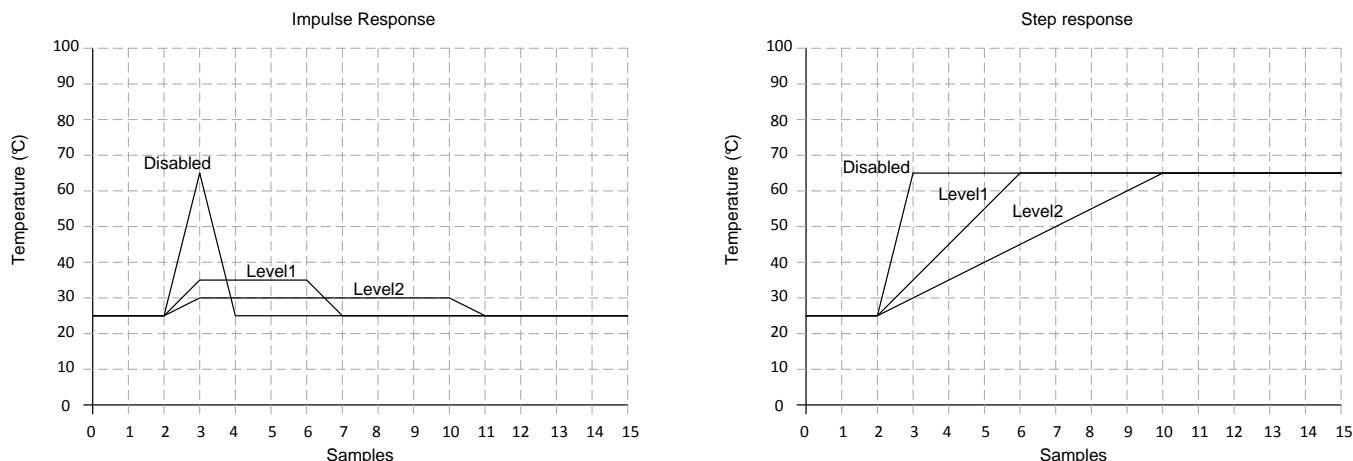 Impulse Response
Temperature (°C)
100
90
80
70
60
50
40
30
20
10
0
Disabled
Level1
Level2
0 1 2 3 4 5 6 7 8 9 10 11 12 13 14 15
Samples
Step response
Temperature (°C)
100
90
80
70
60
50
40
30
20
10
0
Disabled
Level1
Level2
0 1 2 3 4 5 6 7 8 9 10 11 12 13 14 15
Samples